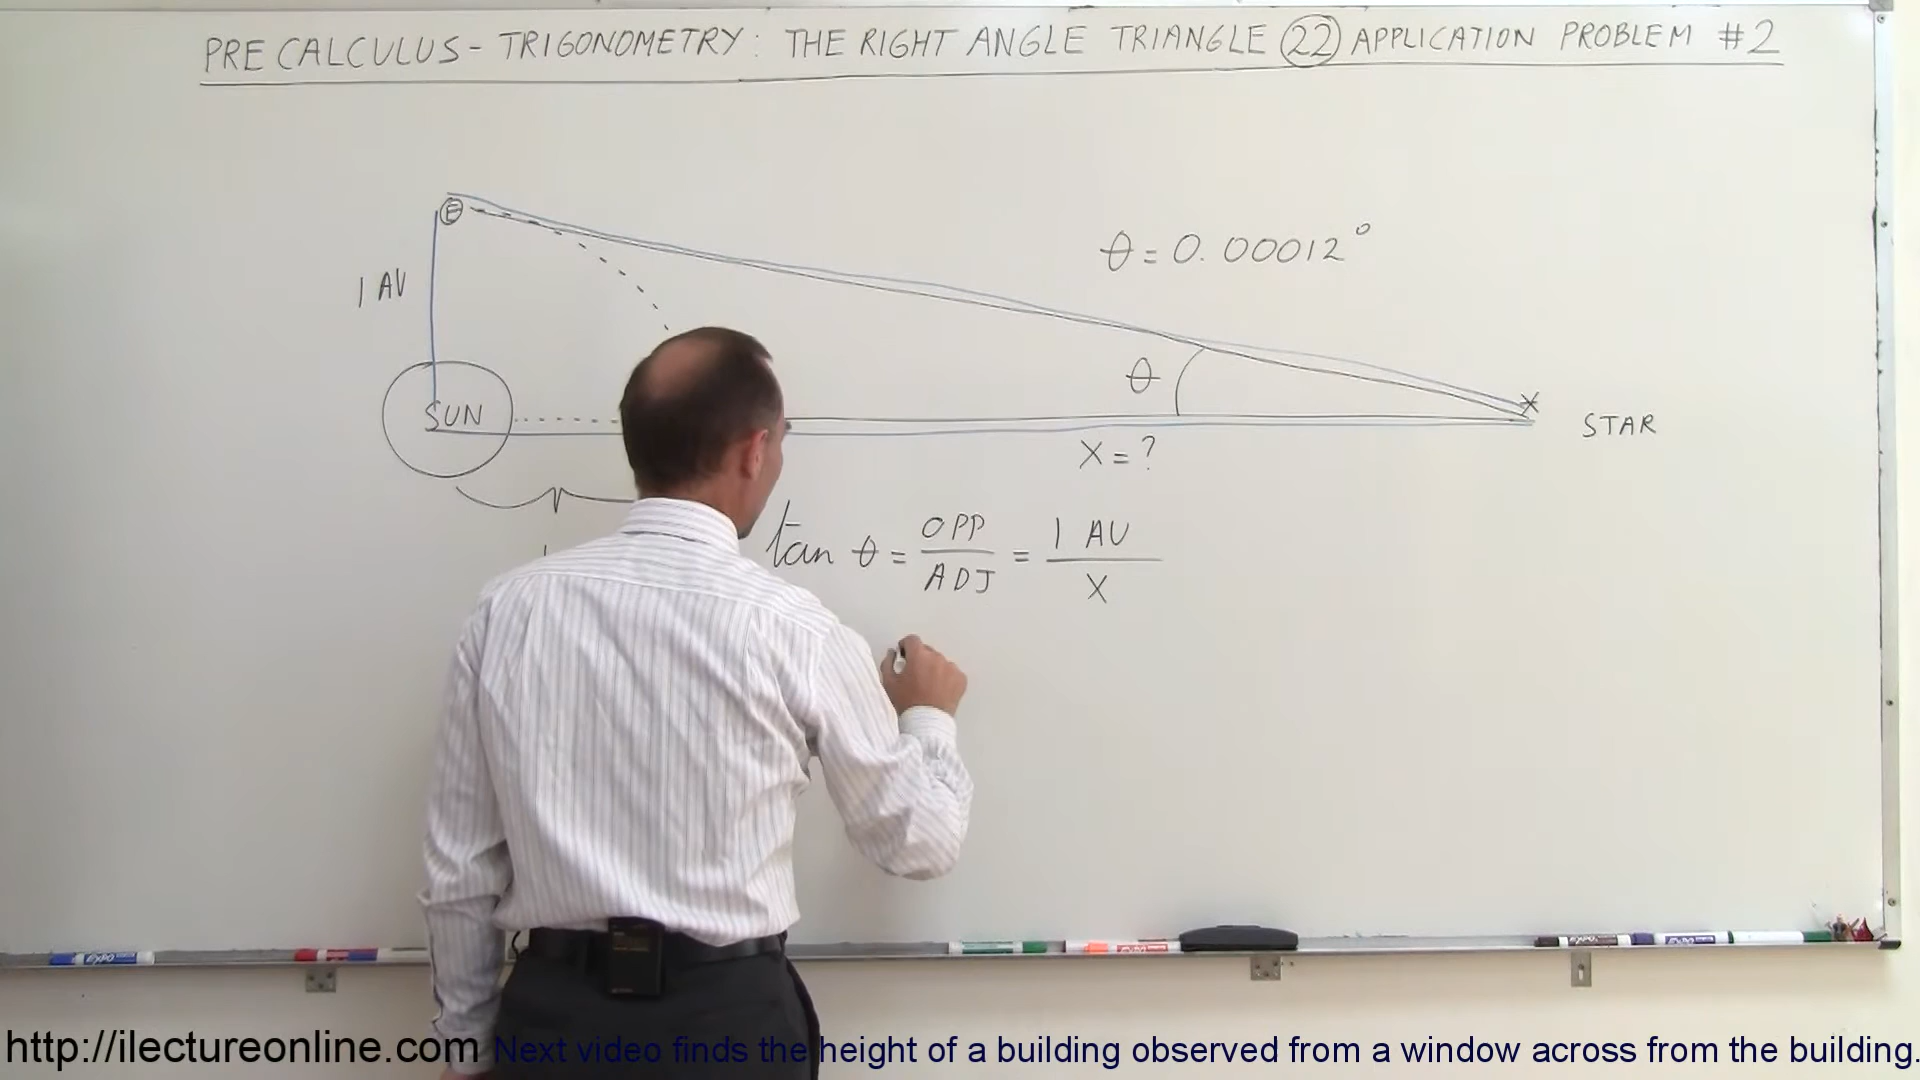 PRE CALCULUS - TRIGONOMETRY: THE RIGHT ANGLE TRIANGLE 22 APPLICATION PROBLEM #2
E
θ = 0.00012°
1 AU
θ
SUN
X
STAR
X = ?
tan θ = OPP / ADJ = 1 AU / X
EXPO
http://ilectureonline.com Next video finds the height of a building observed from a window across from the building.